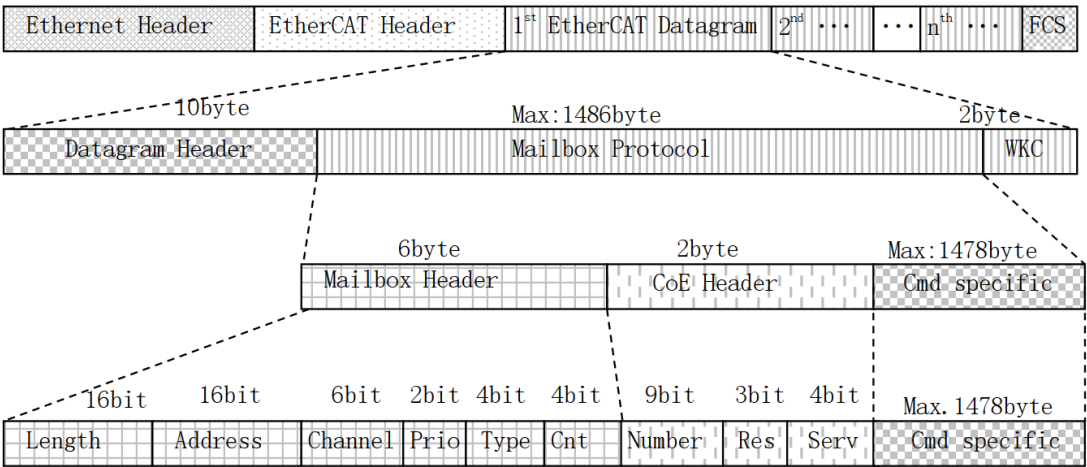 Ethernet Header EtherCAT Header 1st EtherCAT Datagram 2nd ··· ··· nth ··· FCS
10byte Max:1486byte 2byte
Datagram Header Mailbox Protocol WKC
6byte 2byte Max:1478byte
Mailbox Header CoE Header Cmd specific
16bit 16bit 6bit 2bit 4bit 4bit 9bit 3bit 4bit Max.1478byte
Length Address Channel Prio Type Cnt Number Res Serv Cmd specific